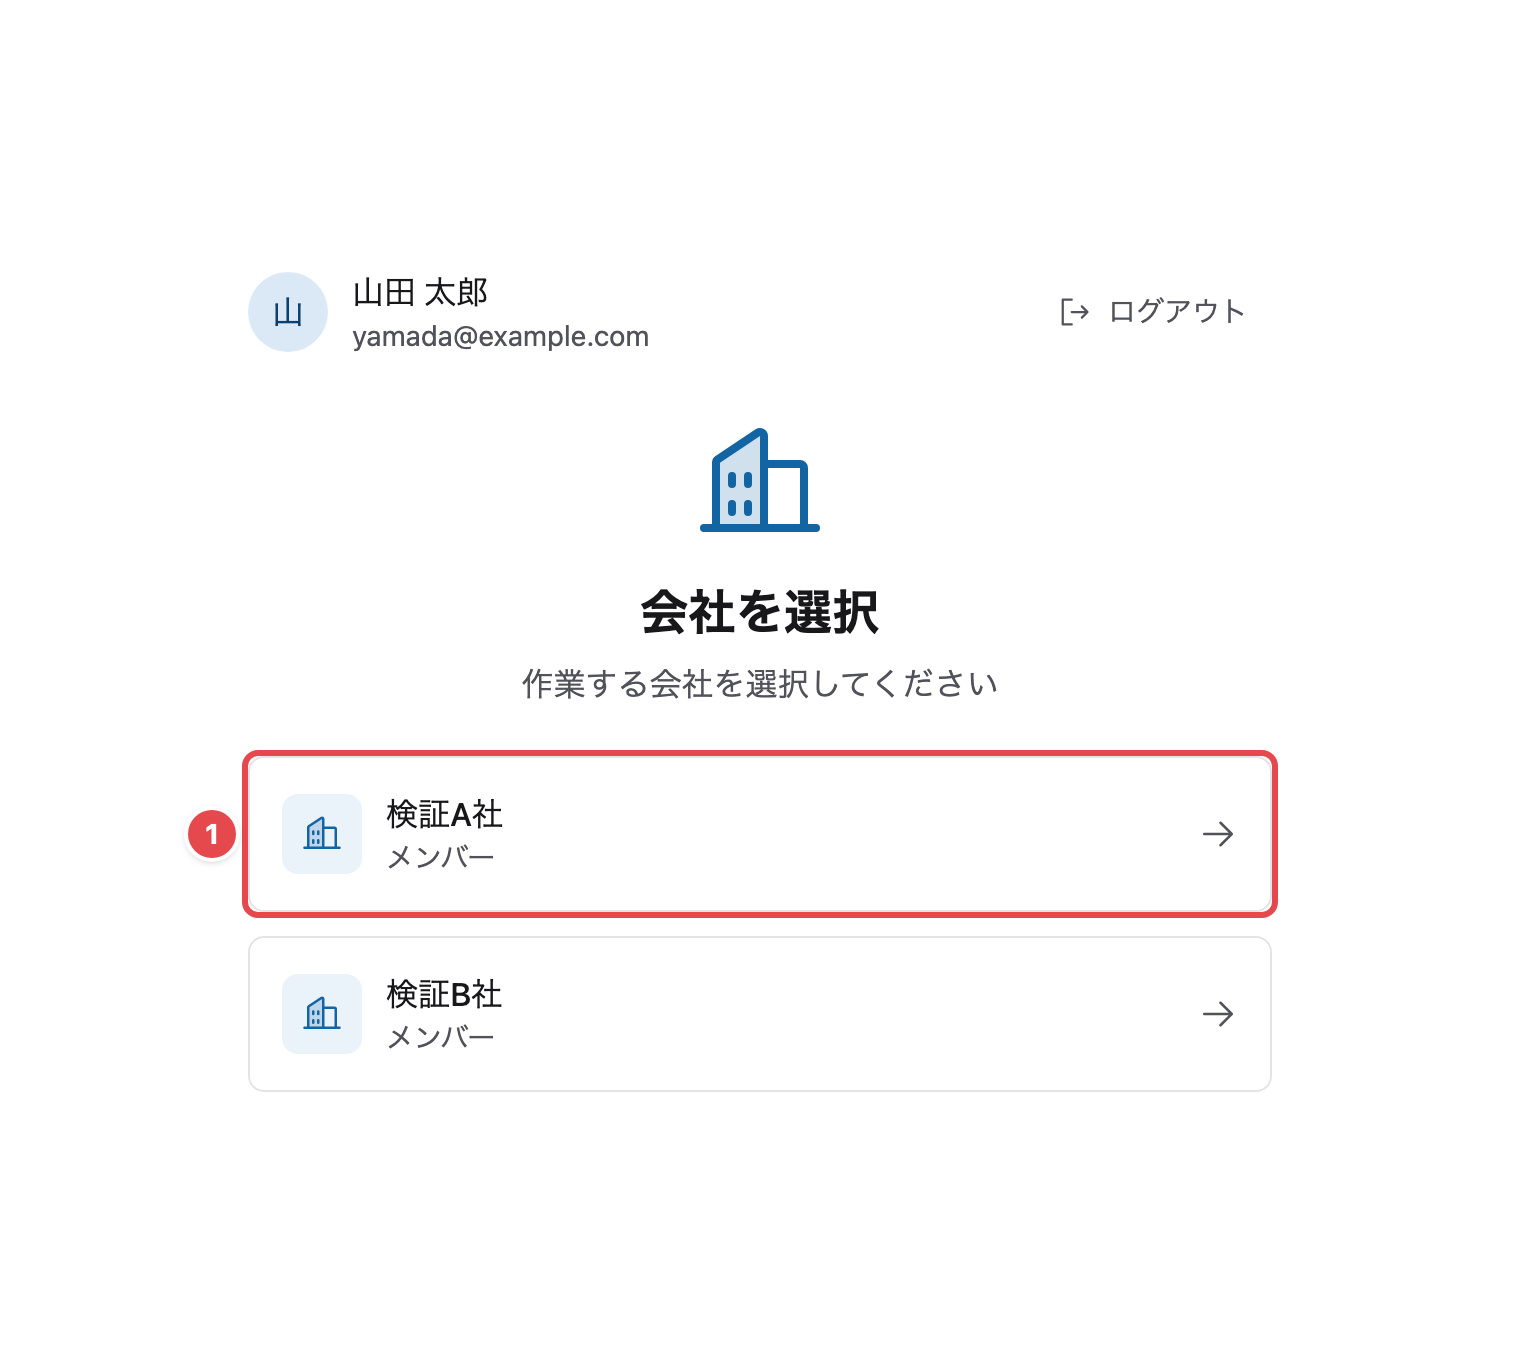 山
山田 太郎
yamada@example.com
ログアウト
会社を選択
作業する会社を選択してください
1
検証A社
メンバー
検証B社
メンバー